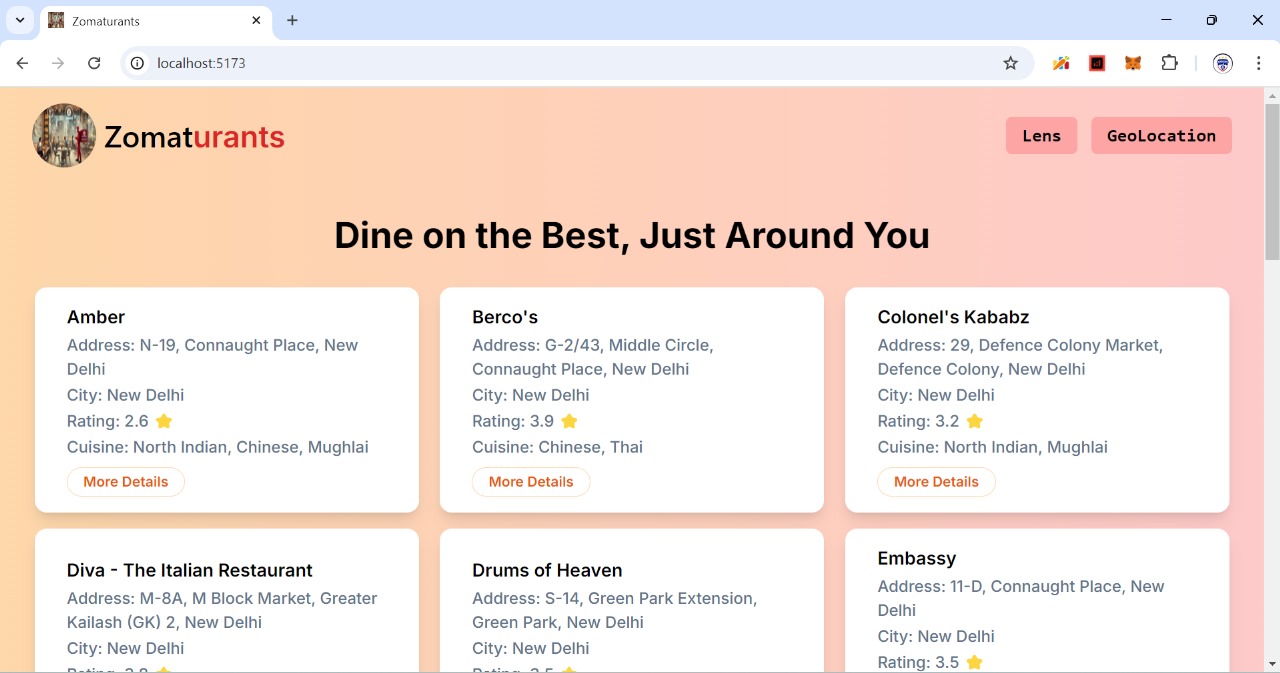 Zomaturants
localhost:5173
Zomaturants
Lens
GeoLocation
Dine on the Best, Just Around You
Amber
Address: N-19, Connaught Place, New
Delhi
City: New Delhi
Rating: 2.6
Cuisine: North Indian, Chinese, Mughlai
More Details
Berco's
Address: G-2/43, Middle Circle,
Connaught Place, New Delhi
City: New Delhi
Rating: 3.9
Cuisine: Chinese, Thai
More Details
Colonel's Kababz
Address: 29, Defence Colony Market,
Defence Colony, New Delhi
City: New Delhi
Rating: 3.2
Cuisine: North Indian, Mughlai
More Details
Diva - The Italian Restaurant
Address: M-8A, M Block Market, Greater
Kailash (GK) 2, New Delhi
City: New Delhi
Drums of Heaven
Address: S-14, Green Park Extension,
Green Park, New Delhi
City: New Delhi
Embassy
Address: 11-D, Connaught Place, New
Delhi
City: New Delhi
Rating: 3.5